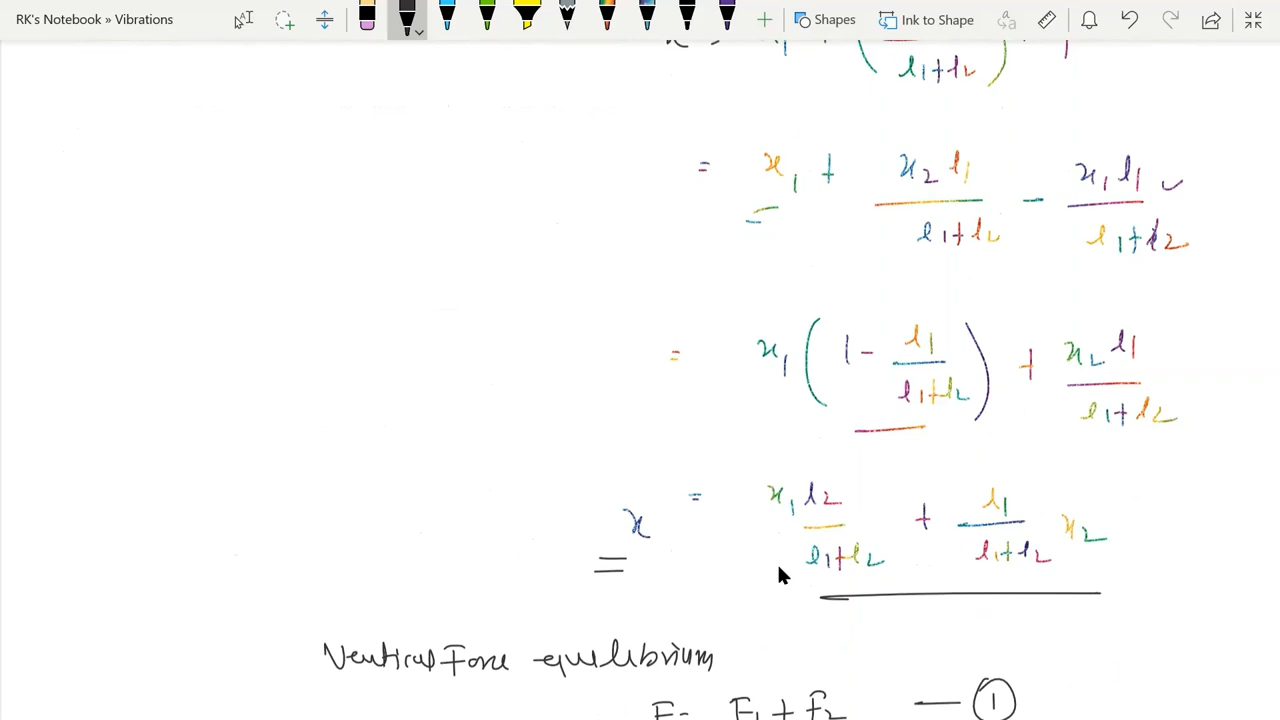 RK's Notebook » Vibrations
Shapes
Ink to Shape
l1+l2
= x1 + x2 l1 / l1+l2 - x1 l1 / l1+l2
= x1 ( 1 - l1 / l1+l2 ) + x2 l1 / l1+l2
x = x1 l2 / l1+l2 + l1 / l1+l2 x2
Vertical Force equilibrium
F = F1 + F2 — 1